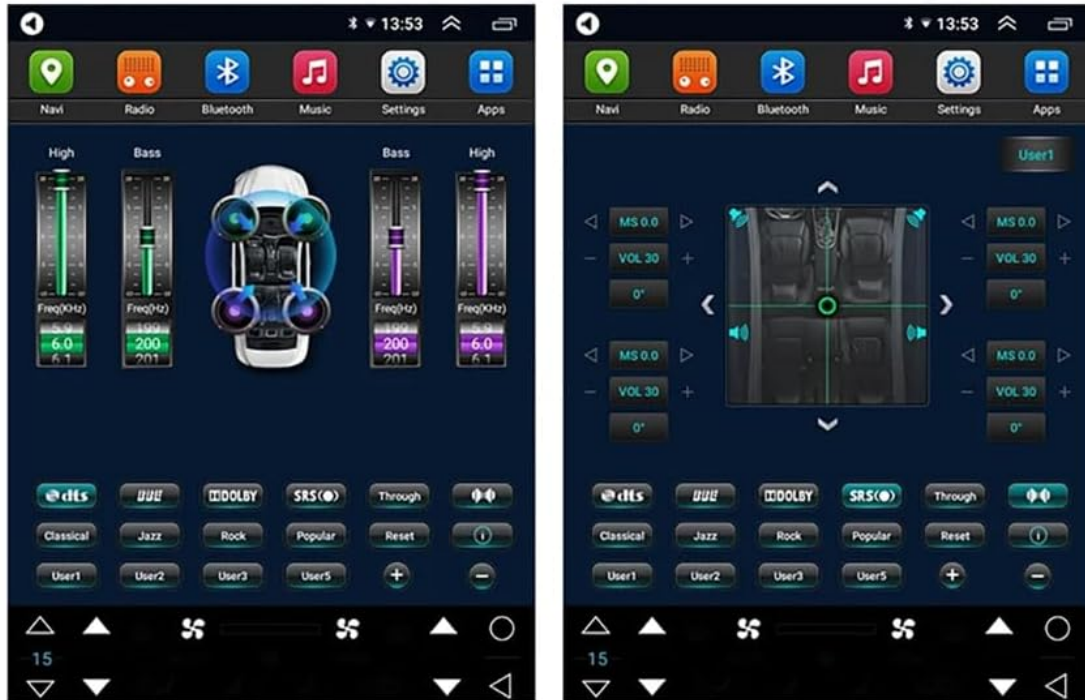 13:53
Navi Radio Bluetooth Music Settings Apps
High Bass Bass High
Freq(KHz) Freq(Hz) Freq(Hz) Freq(KHz)
5.9 199 199 5.9
6.0 200 200 6.0
6.1 201 201 6.1
dts BBE DOLBY SRS Through
Classical Jazz Rock Popular Reset i
User1 User2 User3 User5 + −
15
13:53
Navi Radio Bluetooth Music Settings Apps
User1
MS 0.0 MS 0.0
− VOL 30 + − VOL 30 +
0° 0°
MS 0.0 MS 0.0
− VOL 30 + − VOL 30 +
0° 0°
dts BBE DOLBY SRS Through
Classical Jazz Rock Popular Reset i
User1 User2 User3 User5 + −
15